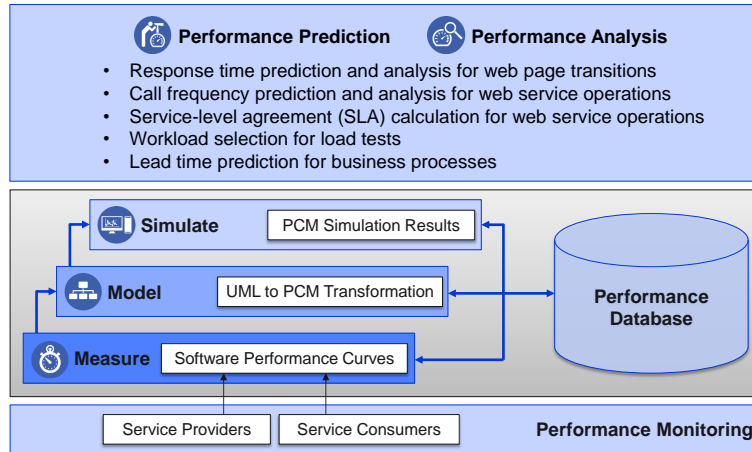 Performance Prediction
Performance Analysis
• Response time prediction and analysis for web page transitions
• Call frequency prediction and analysis for web service operations
• Service-level agreement (SLA) calculation for web service operations
• Workload selection for load tests
• Lead time prediction for business processes
Simulate
PCM Simulation Results
Model
UML to PCM Transformation
Measure
Software Performance Curves
Performance
Database
Service Providers
Service Consumers
Performance Monitoring